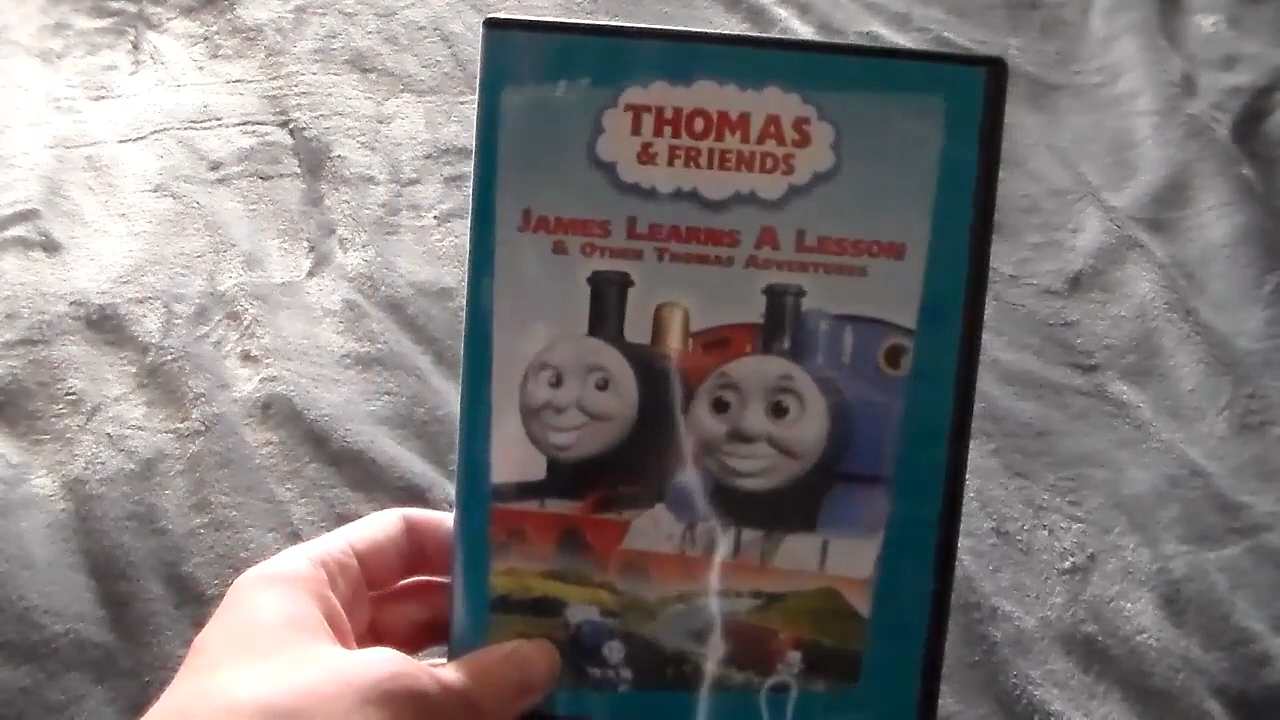 THOMAS
& FRIENDS
JAMES LEARNS A LESSON
& OTHER THOMAS ADVENTURES